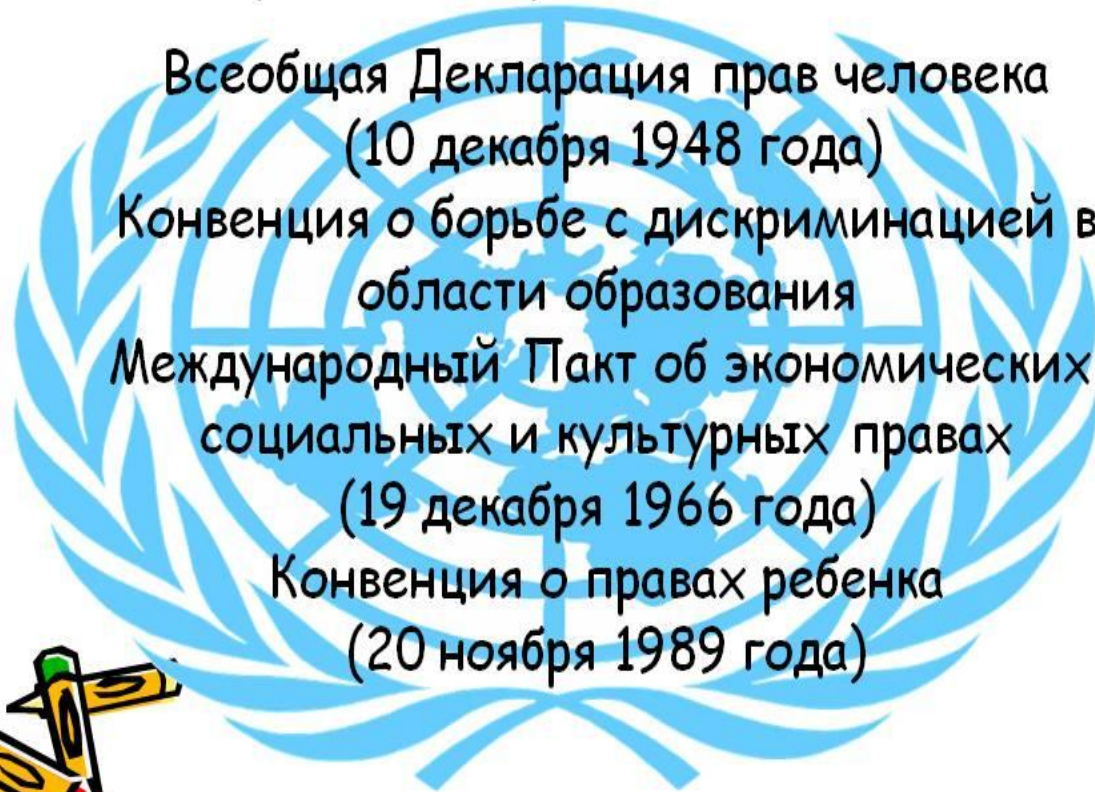 Всеобщая Декларация прав человека
(10 декабря 1948 года)
Конвенция о борьбе с дискриминацией в
области образования
Международный Пакт об экономических
социальных и культурных правах
(19 декабря 1966 года)
Конвенция о правах ребенка
(20 ноября 1989 года)